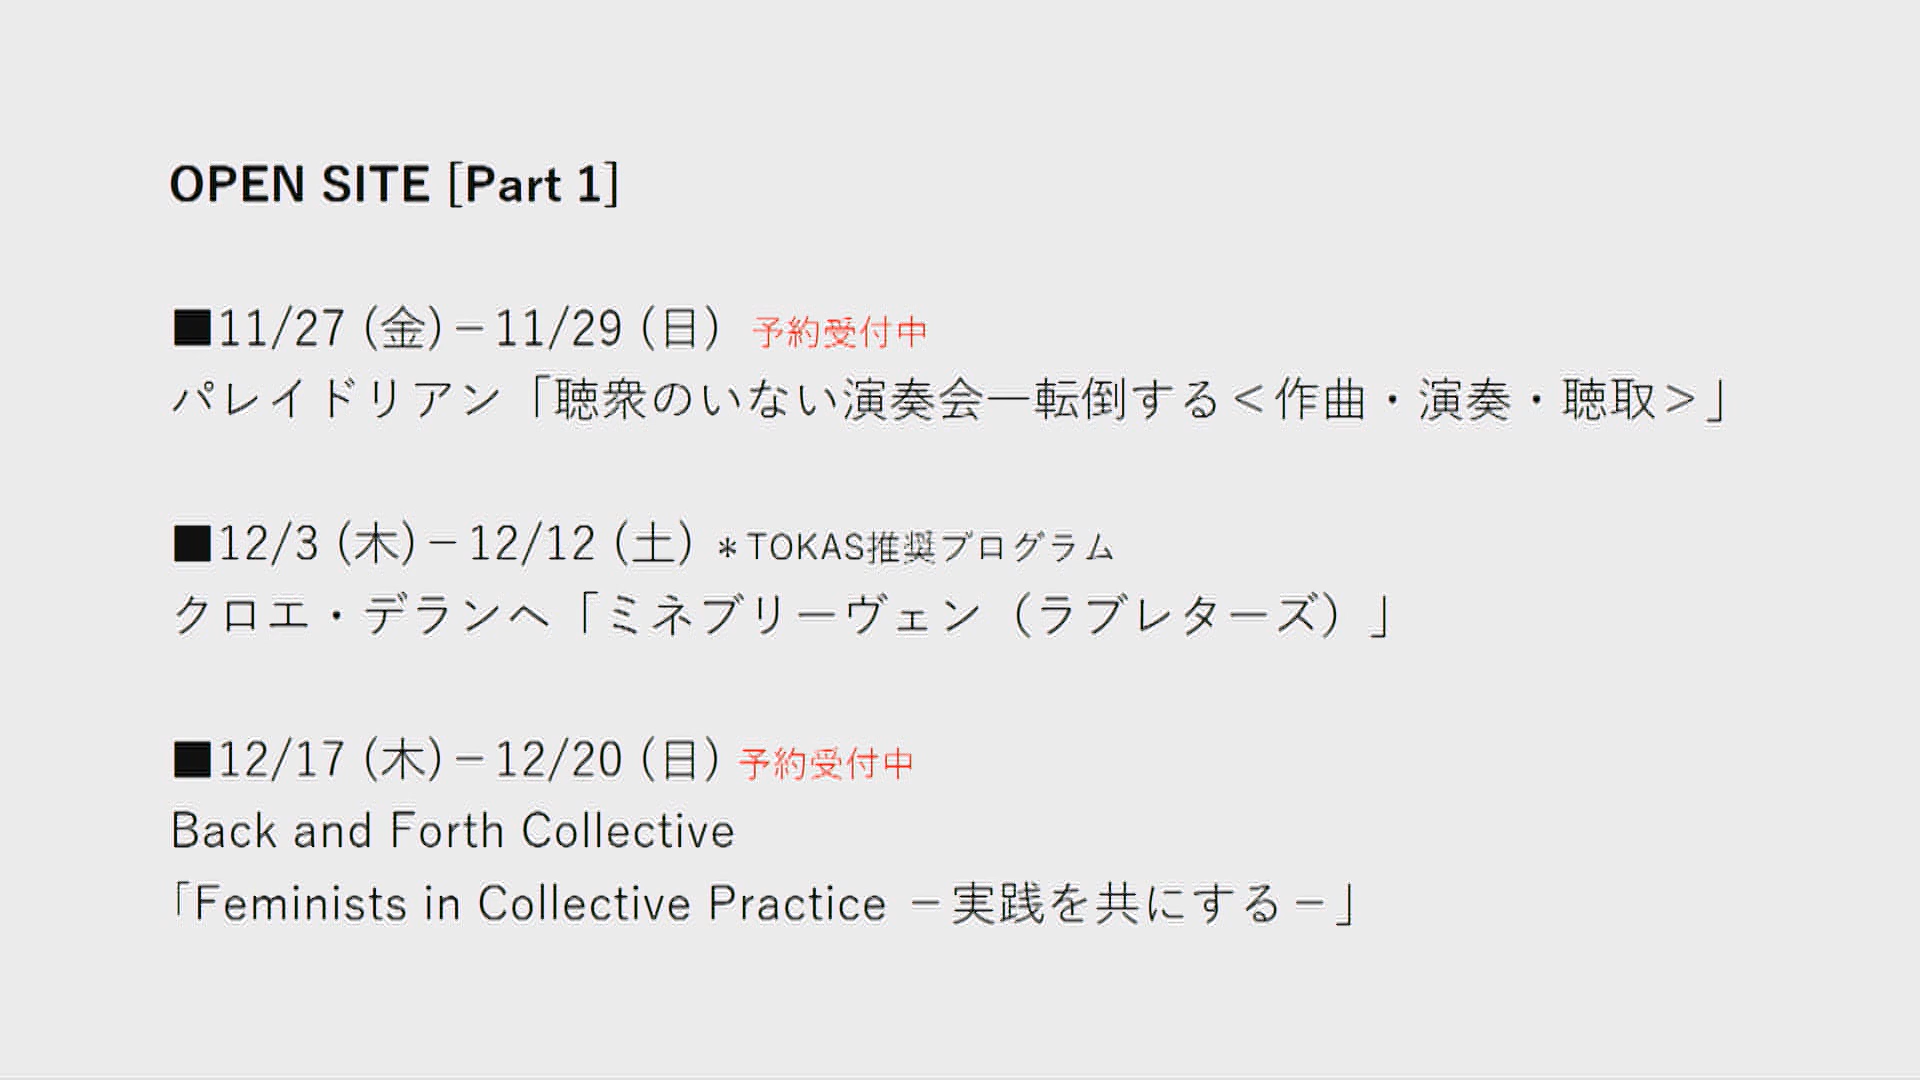 OPEN SITE [Part 1]
■11/27 (金)－11/29 (日) 予約受付中
パレイドリアン「聴衆のいない演奏会―転倒する＜作曲・演奏・聴取＞」
■12/3 (木)－12/12 (土) ＊TOKAS推奨プログラム
クロエ・デランヘ「ミネブリーヴェン（ラブレターズ）」
■12/17 (木)－12/20 (日) 予約受付中
Back and Forth Collective
「Feminists in Collective Practice －実践を共にする－」